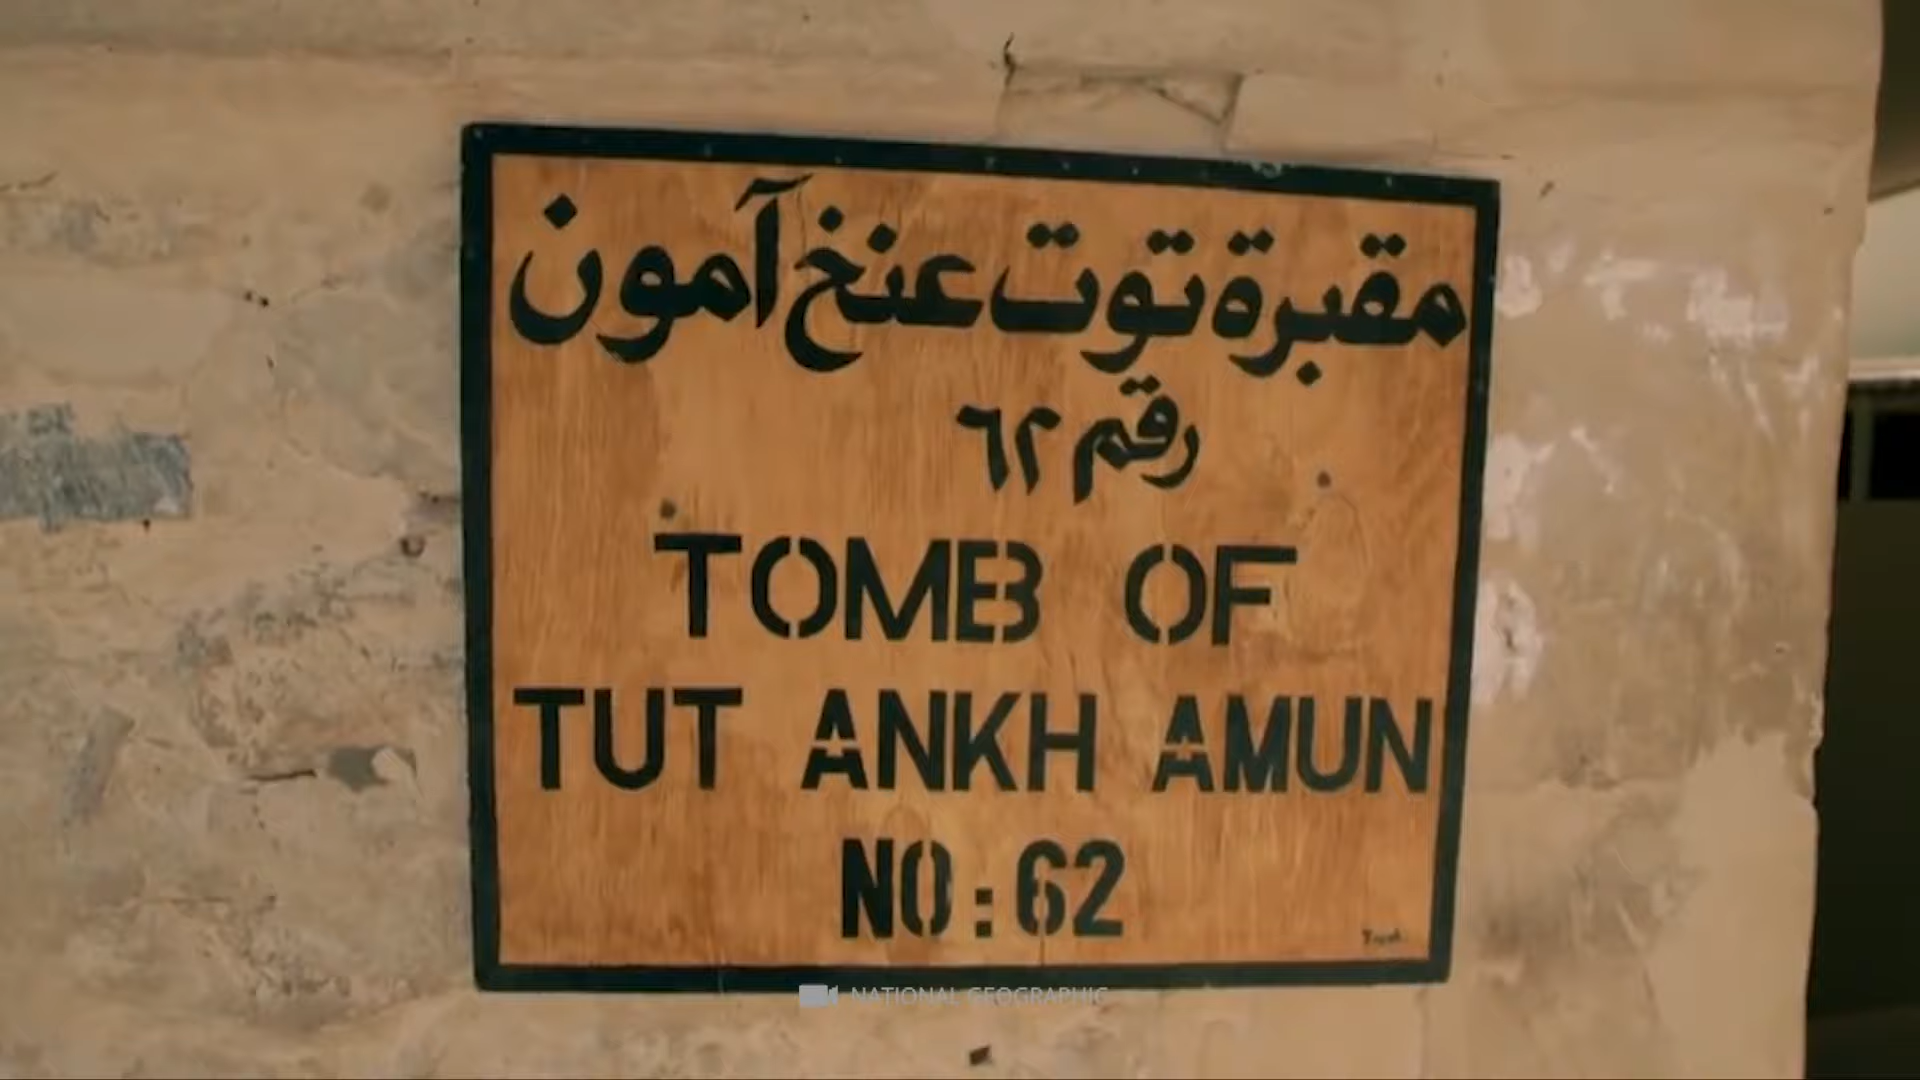 مقبرة توت عنخ آمون
رقم ٦٢
TOMB OF
TUT ANKH AMUN
NO:62
NATIONAL GEOGRAPHIC